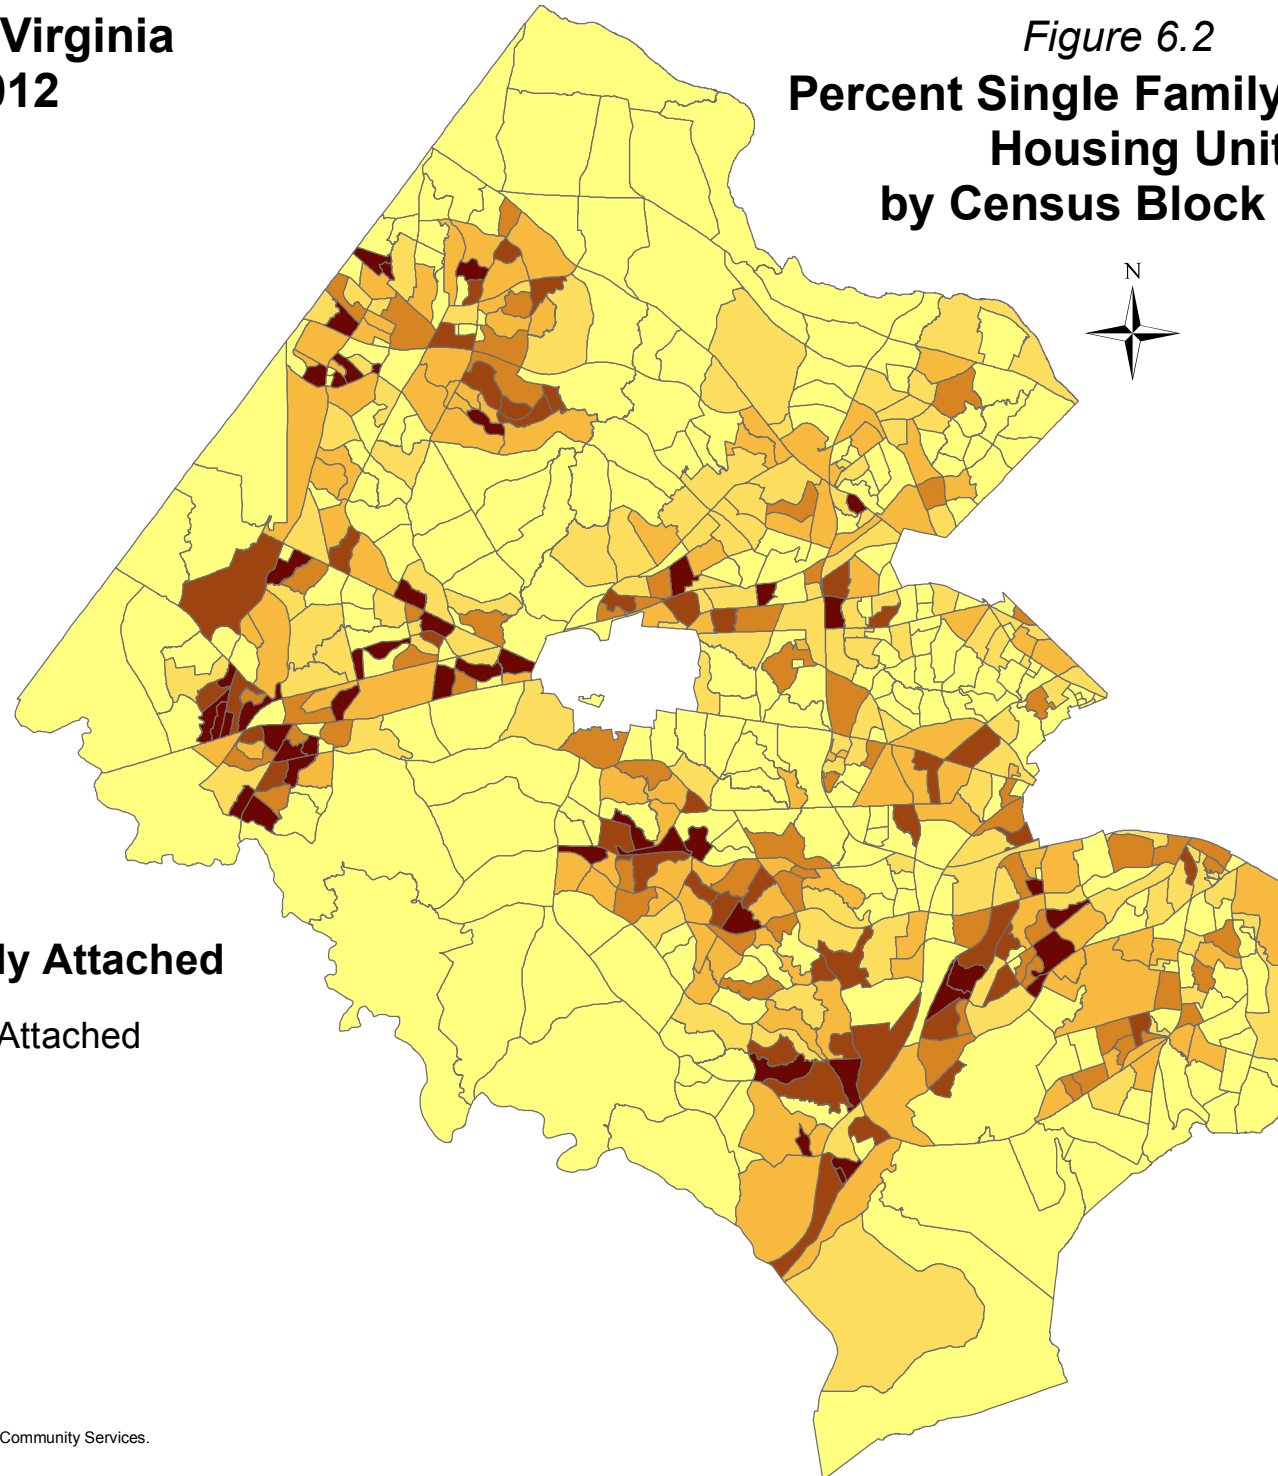 Virginia
012
Figure 6.2
Percent Single Family
Housing Unit
by Census Block
N
ly Attached
Attached
Community Services.